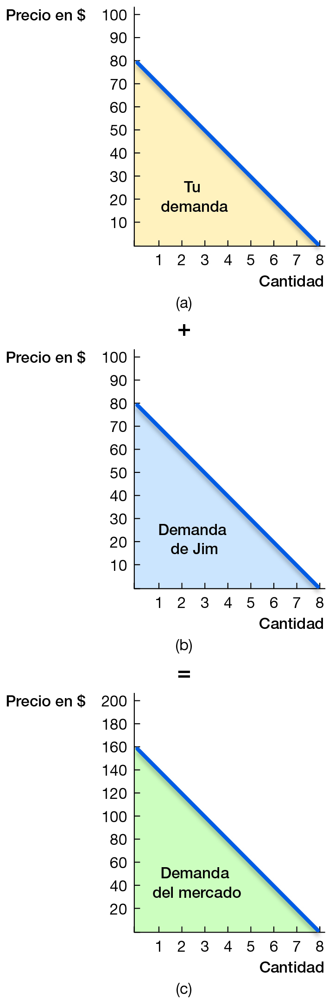 Precio en $ 100
90
80
70
60
50
40
30
20
10
Tu
demanda
1 2 3 4 5 6 7 8
Cantidad
(a)
+
Precio en $ 100
90
80
70
60
50
40
30
20
10
Demanda
de Jim
1 2 3 4 5 6 7 8
Cantidad
(b)
=
Precio en $ 200
180
160
140
120
100
80
60
40
20
Demanda
del mercado
1 2 3 4 5 6 7 8
Cantidad
(c)